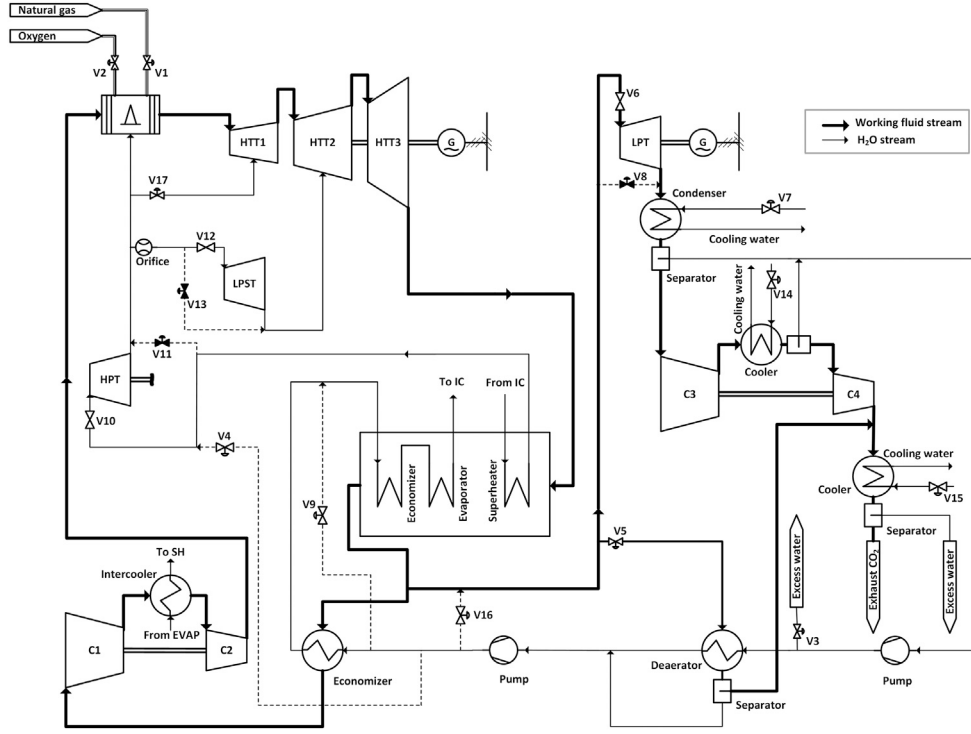 Natural gas
Oxygen
V2
V1
HTT1
HTT2
HTT3
G
V6
LPT
G
Working fluid stream
H₂O stream
V17
V8
Condenser
V7
Cooling water
V12
Orifice
LPST
V13
Separator
Cooling water
V14
Cooler
V11
HPT
V10
To IC
From IC
C3
C4
V4
Cooling water
Cooler
V15
V9
Economizer
Evaporator
Superheater
Separator
V5
To SH
Intercooler
From EVAP
C1
C2
V16
Excess water
Exhaust CO₂
Excess water
V3
Economizer
Pump
Deaerator
Pump
Separator